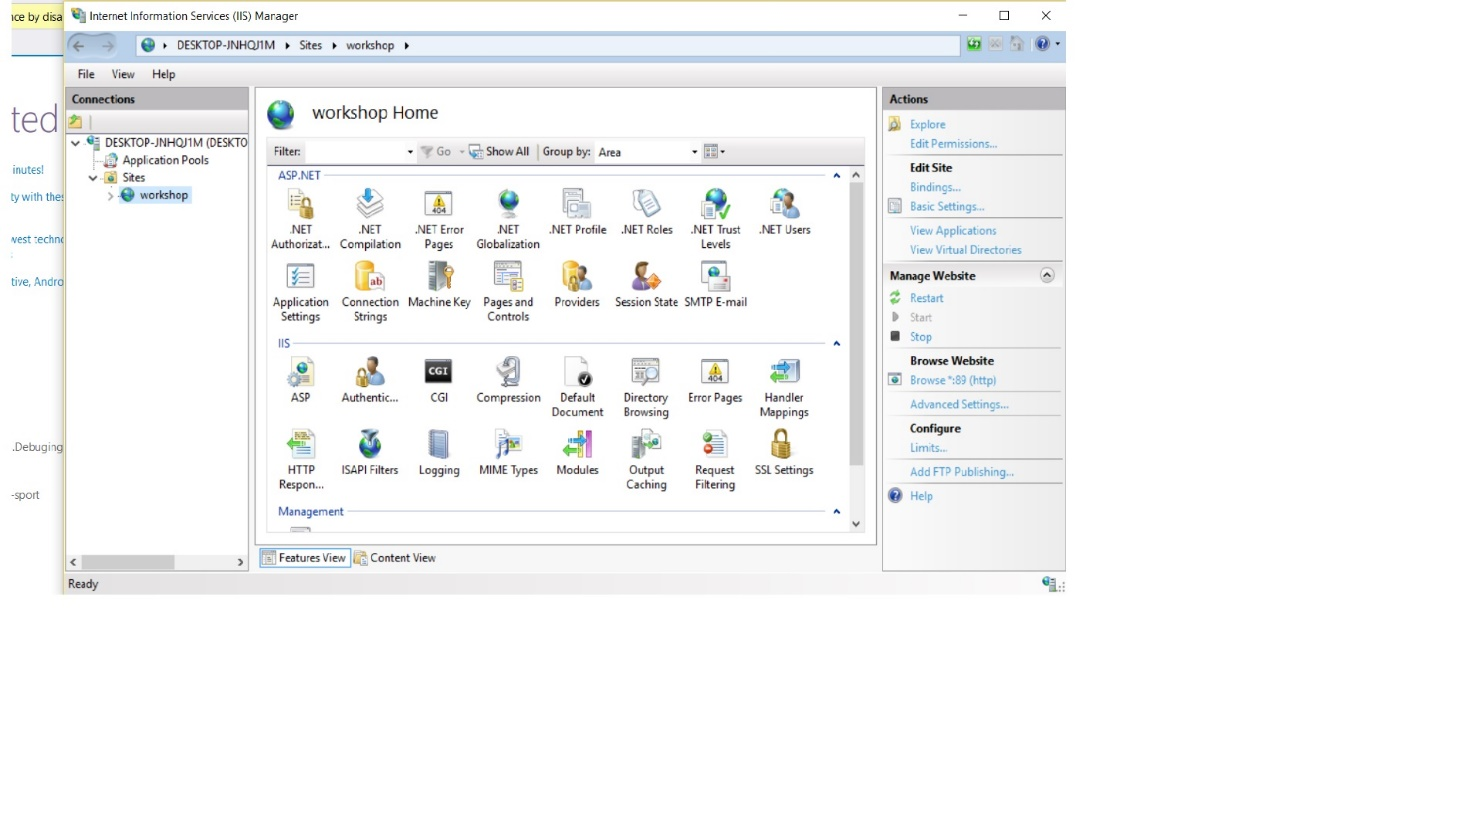 ce by disa
ted
inutes!
ty with thes
west techno
tive, Andro
.Debuging
-sport
Internet Information Services (IIS) Manager
DESKTOP-JNHQJ1M
Sites
workshop
File View Help
Connections
DESKTOP-JNHQJ1M (DESKTO
Application Pools
Sites
workshop
workshop Home
Filter: Go Show All Group by: Area
ASP.NET
.NET Authorizat...
.NET Compilation
.NET Error Pages
.NET Globalization
.NET Profile
.NET Roles
.NET Trust Levels
.NET Users
Application Settings
Connection Strings
Machine Key
Pages and Controls
Providers
Session State
SMTP E-mail
IIS
ASP
Authentic...
CGI
Compression
Default Document
Directory Browsing
Error Pages
Handler Mappings
HTTP Respon...
ISAPI Filters
Logging
MIME Types
Modules
Output Caching
Request Filtering
SSL Settings
Management
Features View Content View
Actions
Explore
Edit Permissions...
Edit Site
Bindings...
Basic Settings...
View Applications
View Virtual Directories
Manage Website
Restart
Start
Stop
Browse Website
Browse *:89 (http)
Advanced Settings...
Configure
Limits...
Add FTP Publishing...
Help
Ready